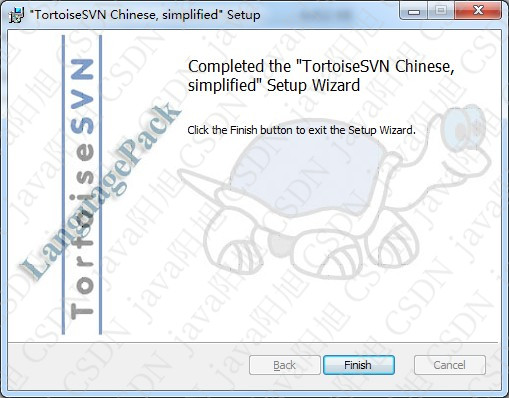 "TortoiseSVN Chinese, simplified" Setup
Completed the "TortoiseSVN Chinese,
simplified" Setup Wizard
Click the Finish button to exit the Setup Wizard.
TortoiseSVN
LanguagePack
Back
Finish
Cancel
CSDN java阳旭